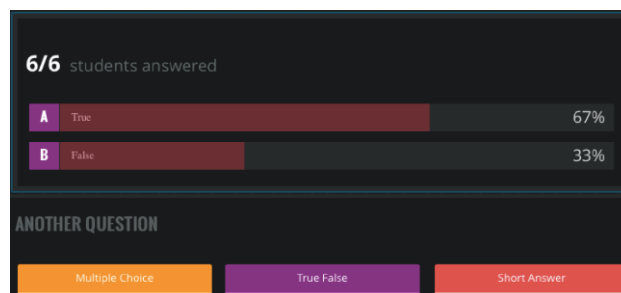 6/6 students answered
A True 67%
B False 33%
ANOTHER QUESTION
Multiple Choice True False Short Answer